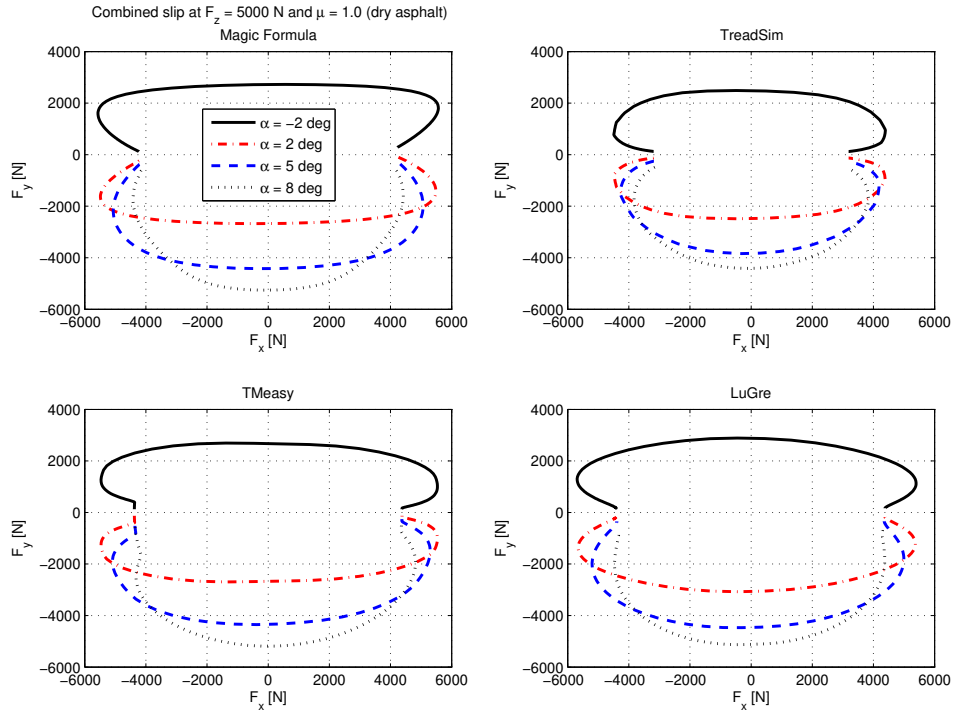 Combined slip at F_z = 5000 N and μ = 1.0 (dry asphalt)
Magic Formula
4000
2000
0
−2000
−4000
−6000
F_y [N]
α = −2 deg
α = 2 deg
α = 5 deg
α = 8 deg
−6000 −4000 −2000 0 2000 4000 6000
F_x [N]
TreadSim
4000
2000
0
−2000
−4000
−6000
F_y [N]
−6000 −4000 −2000 0 2000 4000 6000
F_x [N]
TMeasy
4000
2000
0
−2000
−4000
−6000
F_y [N]
−6000 −4000 −2000 0 2000 4000 6000
F_x [N]
LuGre
4000
2000
0
−2000
−4000
−6000
F_y [N]
−6000 −4000 −2000 0 2000 4000 6000
F_x [N]